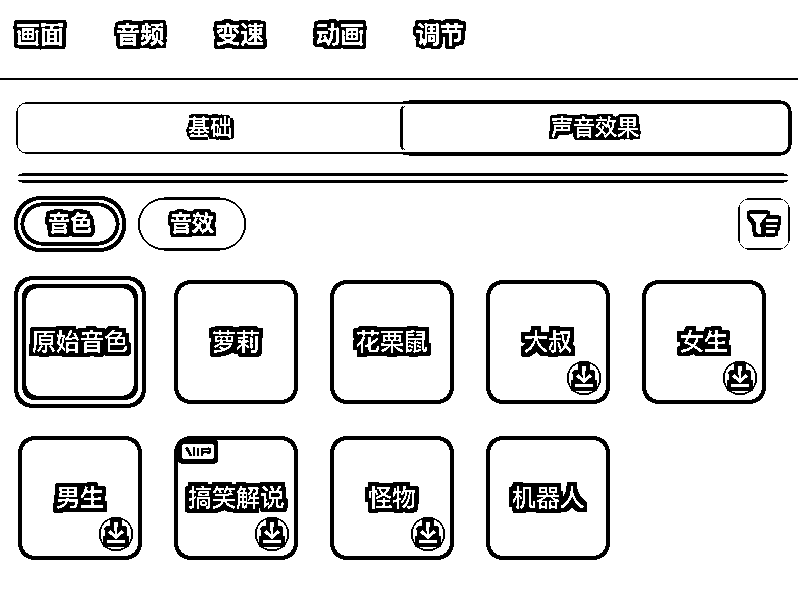 画面 音频 变速 动画 调节
基础 声音效果
音色 音效
原始音色 萝莉 花栗鼠 大叔 女生
VIP
男生 搞笑解说 怪物 机器人